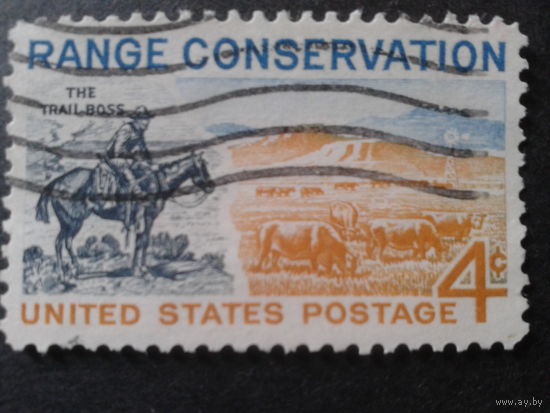 RANGE CONSERVATION
THE
TRAIL BOSS
4¢
UNITED STATES POSTAGE
www.ay.by